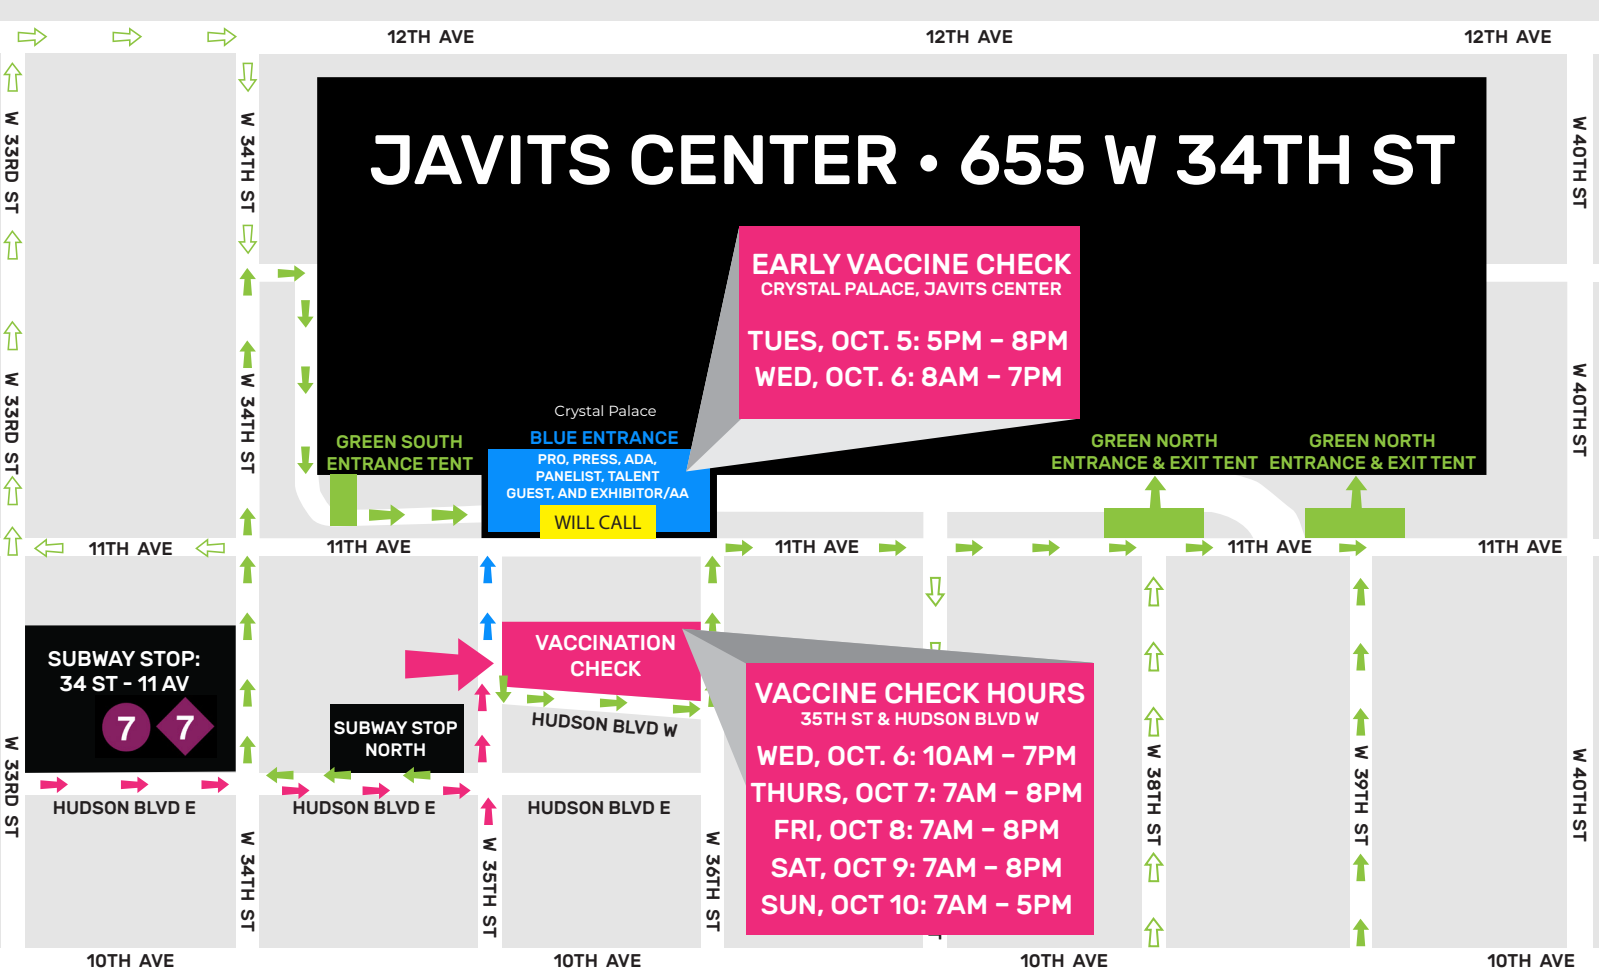 12TH AVE
12TH AVE
12TH AVE
W 33RD ST
W 34TH ST
W 40TH ST
JAVITS CENTER • 655 W 34TH ST
EARLY VACCINE CHECK
CRYSTAL PALACE, JAVITS CENTER
TUES, OCT. 5: 5PM – 8PM
WED, OCT. 6: 8AM – 7PM
W 33RD ST
W 34TH ST
W 40TH ST
Crystal Palace
BLUE ENTRANCE
PRO, PRESS, ADA,
PANELIST, TALENT
GUEST, AND EXHIBITOR/AA
WILL CALL
GREEN SOUTH
ENTRANCE TENT
GREEN NORTH
ENTRANCE & EXIT TENT
GREEN NORTH
ENTRANCE & EXIT TENT
11TH AVE
11TH AVE
11TH AVE
11TH AVE
11TH AVE
SUBWAY STOP:
34 ST - 11 AV
7
7
VACCINATION
CHECK
SUBWAY STOP
NORTH
HUDSON BLVD W
VACCINE CHECK HOURS
35TH ST & HUDSON BLVD W
WED, OCT. 6: 10AM – 7PM
THURS, OCT 7: 7AM – 8PM
FRI, OCT 8: 7AM – 8PM
SAT, OCT 9: 7AM – 8PM
SUN, OCT 10: 7AM – 5PM
HUDSON BLVD E
HUDSON BLVD E
HUDSON BLVD E
W 33RD ST
W 34TH ST
W 35TH ST
W 36TH ST
W 38TH ST
W 39TH ST
W 40TH ST
10TH AVE
10TH AVE
10TH AVE
10TH AVE